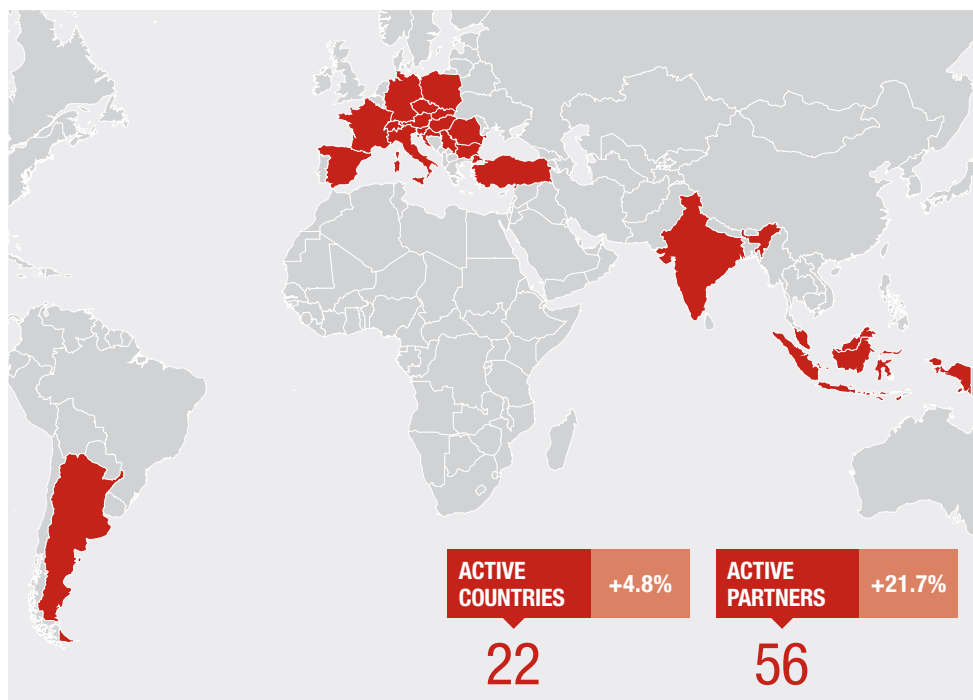 ACTIVE
COUNTRIES
+4.8%
22
ACTIVE
PARTNERS
+21.7%
56